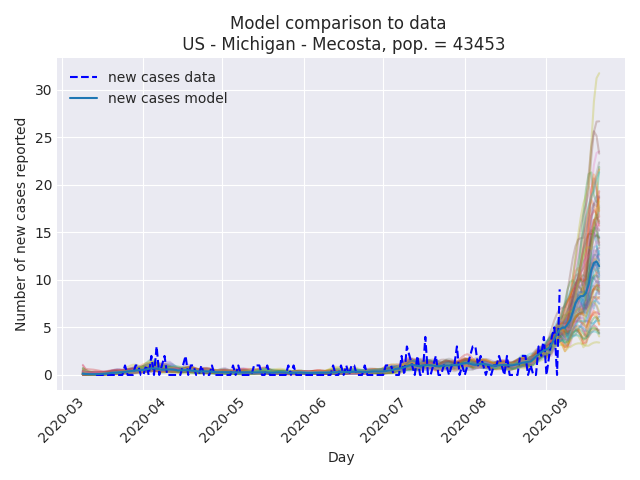 Model comparison to data
US - Michigan - Mecosta, pop. = 43453
new cases data
new cases model
Number of new cases reported
30
25
20
15
10
5
0
2020-03
2020-04
2020-05
2020-06
2020-07
2020-08
2020-09
Day